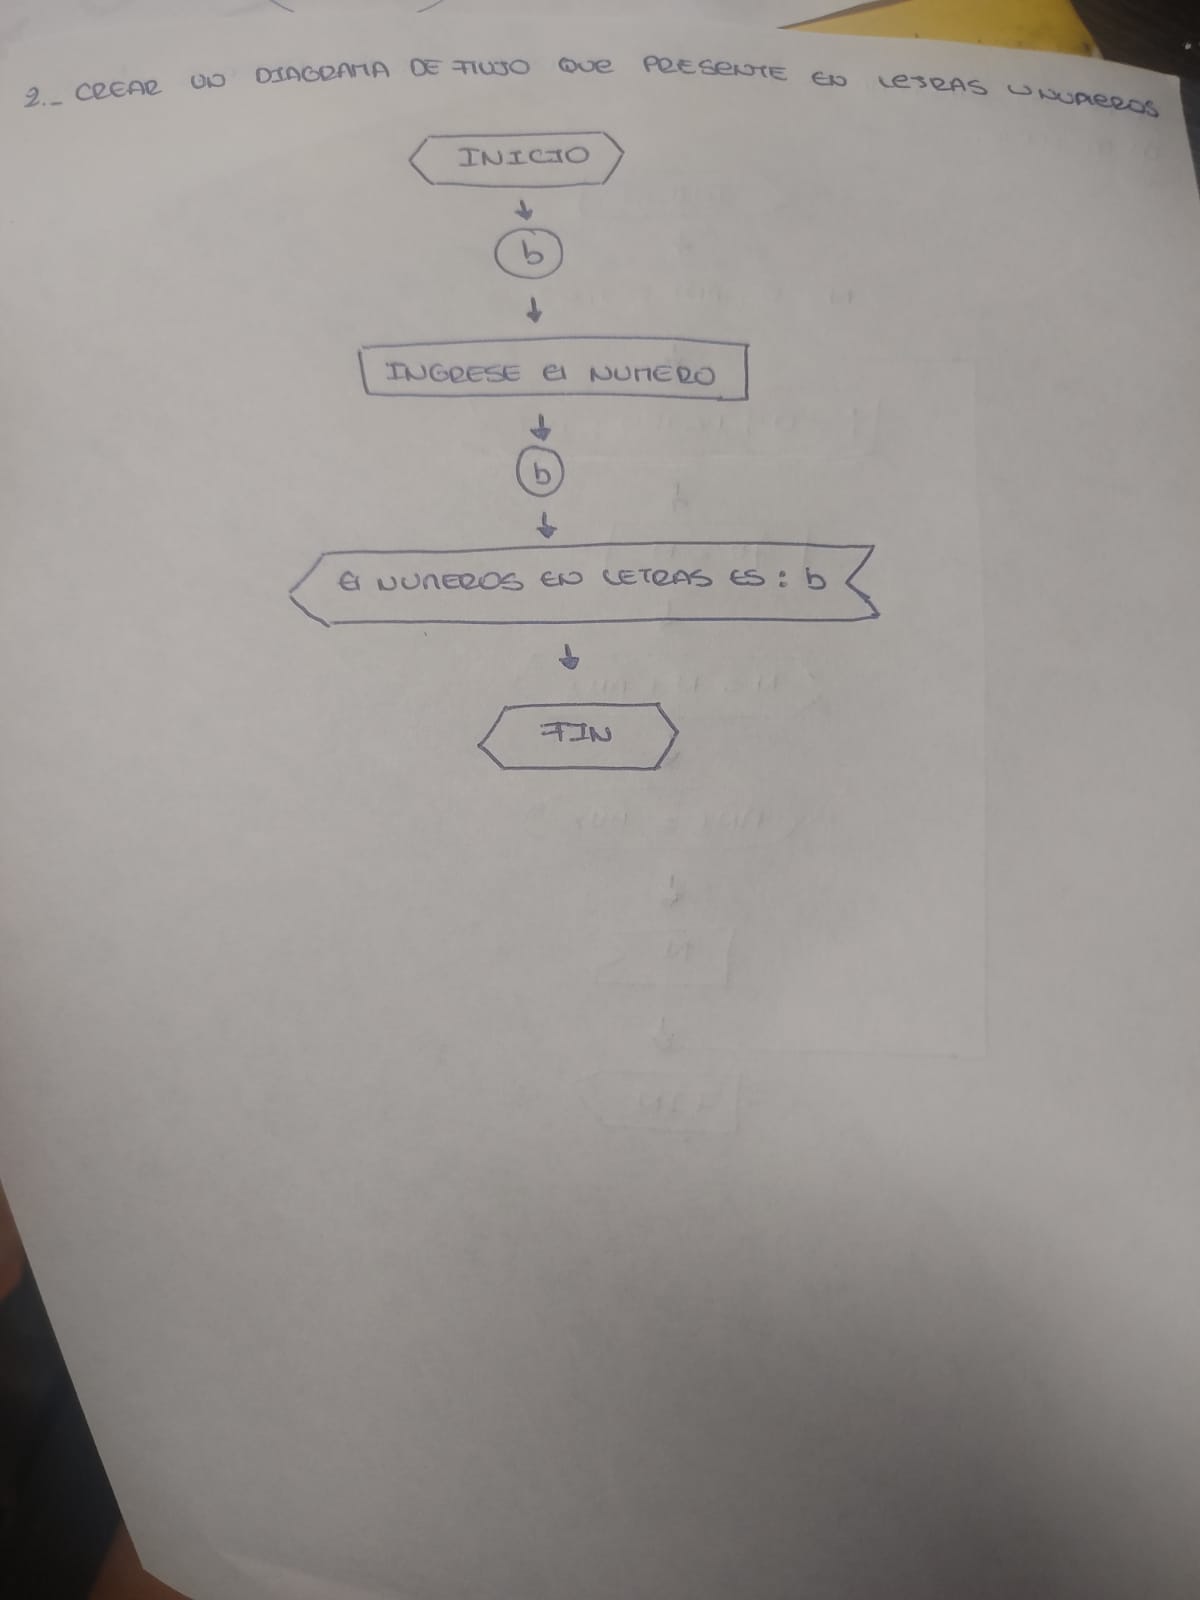 2._ CREAR UN DIAGRAMA DE FLUJO QUE PRESENTE EN LETRAS U NUMEROS
INICIO
b
INGRESE El NUMERO
b
El NUMEROS EN LETRAS ES : b
FIN